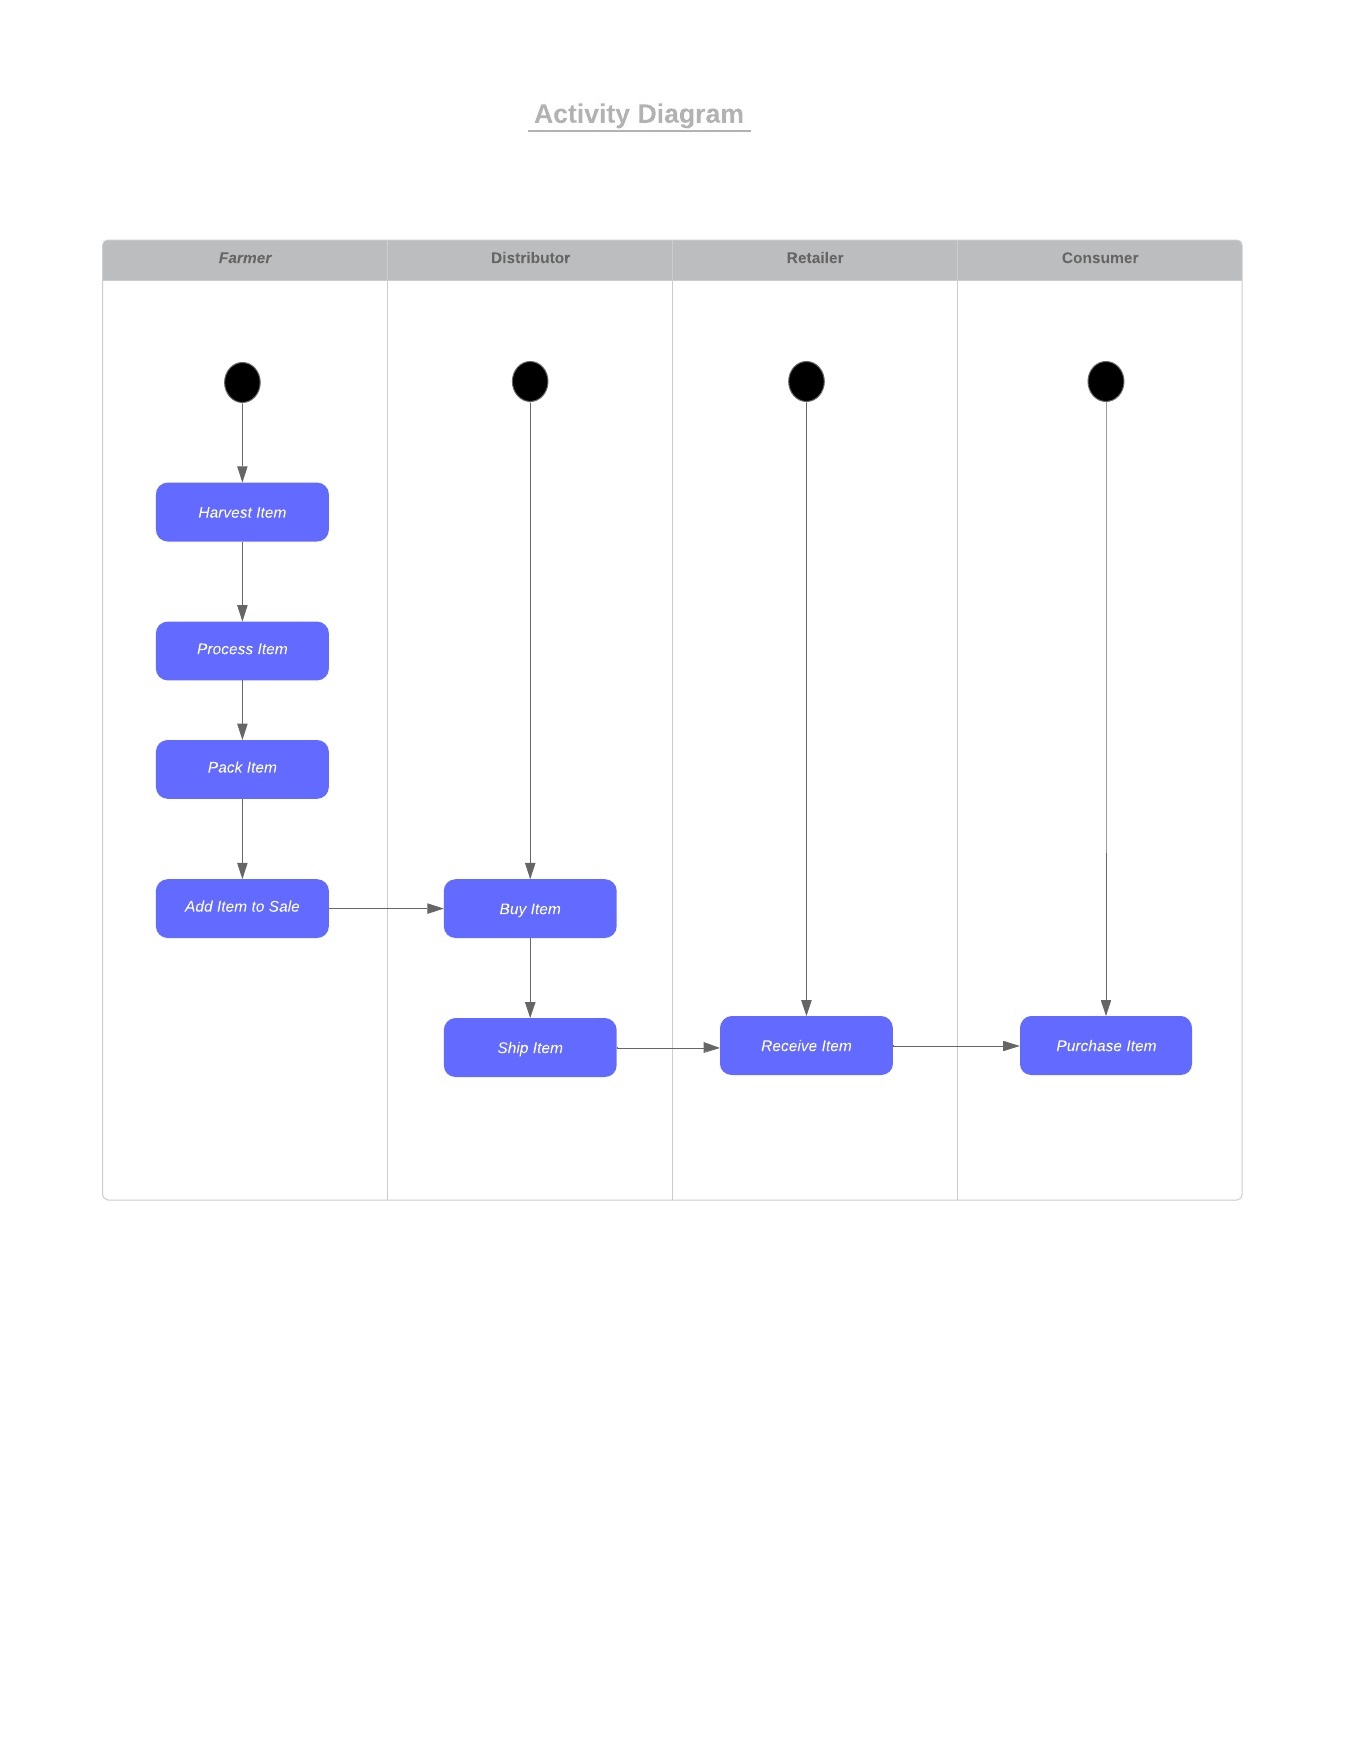 Activity Diagram
Farmer
Distributor
Retailer
Consumer
Harvest Item
Process Item
Pack Item
Add Item to Sale
Buy Item
Ship Item
Receive Item
Purchase Item